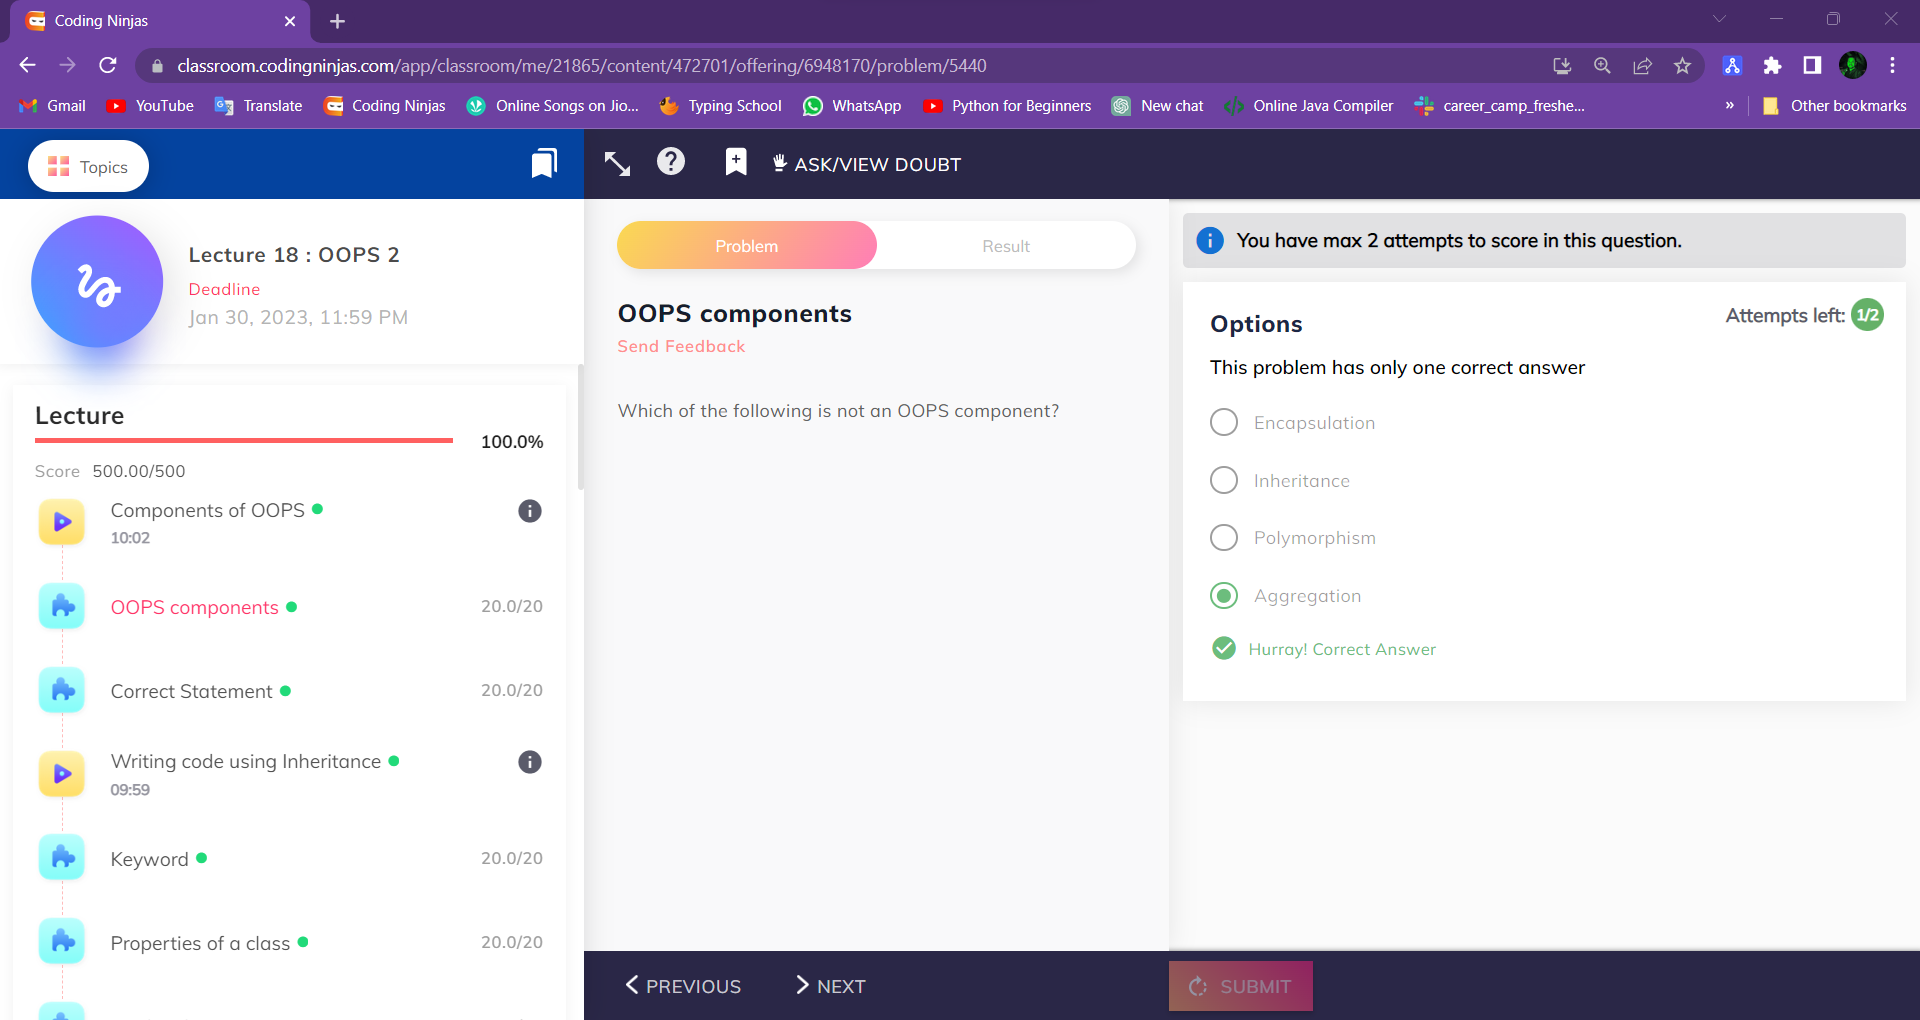 Coding Ninjas
classroom.codingninjas.com/app/classroom/me/21865/content/472701/offering/6948170/problem/5440
Gmail
YouTube
Translate
Coding Ninjas
Online Songs on Jio...
Typing School
WhatsApp
Python for Beginners
New chat
Online Java Compiler
career_camp_freshe...
»
Other bookmarks
Topics
ASK/VIEW DOUBT
Lecture 18 : OOPS 2
Deadline
Jan 30, 2023, 11:59 PM
Lecture
100.0%
Score 500.00/500
Components of OOPS
10:02
OOPS components
20.0/20
Correct Statement
20.0/20
Writing code using Inheritance
09:59
Keyword
20.0/20
Properties of a class
20.0/20
Problem
Result
OOPS components
Send Feedback
Which of the following is not an OOPS component?
You have max 2 attempts to score in this question.
Options
Attempts left: 1/2
This problem has only one correct answer
Encapsulation
Inheritance
Polymorphism
Aggregation
Hurray! Correct Answer
PREVIOUS
NEXT
SUBMIT